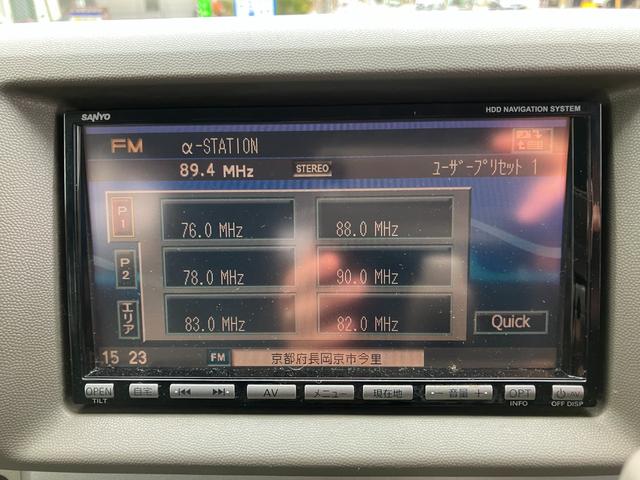 SANYO
HDD NAVIGATION SYSTEM
FM α-STATION
89.4 MHz STEREO ユーザープリセット 1
P1
76.0 MHz 88.0 MHz
P2
78.0 MHz 90.0 MHz
エリア
83.0 MHz 82.0 MHz
Quick
15 23 FM 京都府長岡京市今里
OPEN 自宅 AV メニュー 現在地 − 音量 + OPT AV
TILT INFO OFF DISP